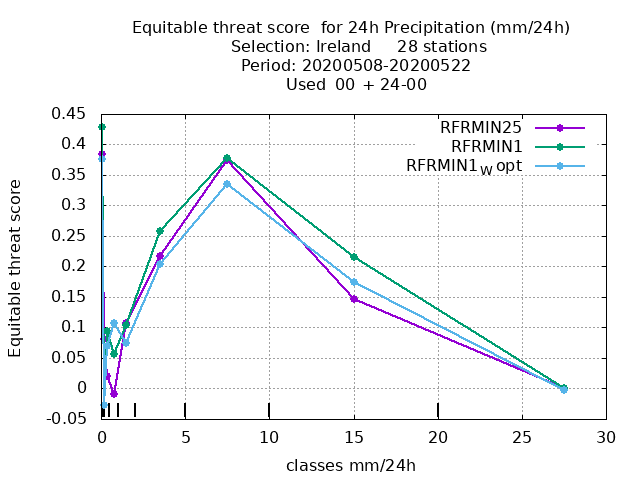 Equitable threat score for 24h Precipitation (mm/24h)
Selection: Ireland 28 stations
Period: 20200508-20200522
Used 00 + 24-00
RFRMIN25
RFRMIN1
RFRMIN1W opt
Equitable threat score
0.45
0.4
0.35
0.3
0.25
0.2
0.15
0.1
0.05
0
-0.05
0 5 10 15 20 25 30
classes mm/24h